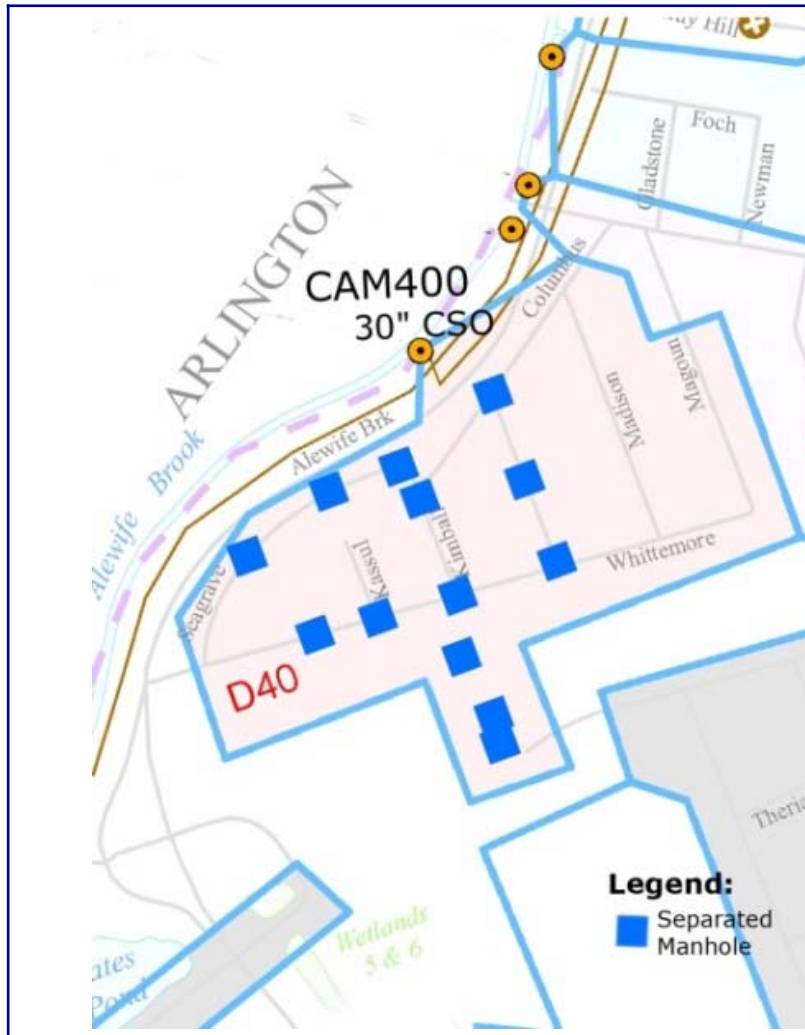 Hill
Foch
Gladstone
Newman
ARLINGTON
Columbus
CAM400
30" CSO
Madison
Magoun
Alewife Brk
Alewife Brook
Kassul
Kimball
Whittemore
Seagrave
D40
Legend:
Separated
Manhole
Wetlands
5 & 6
Pond